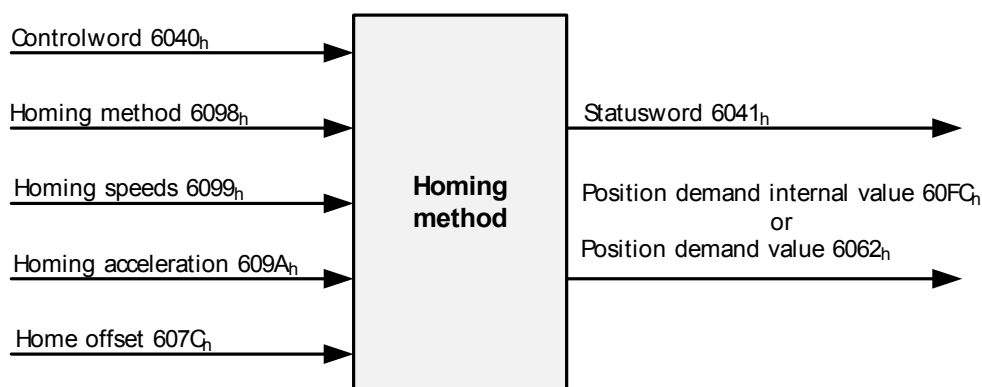 Controlword 6040h
Homing method 6098h
Homing speeds 6099h
Homing acceleration 609Ah
Home offset 607Ch
Homing
method
Statusword 6041h
Position demand internal value 60FCh
or
Position demand value 6062h